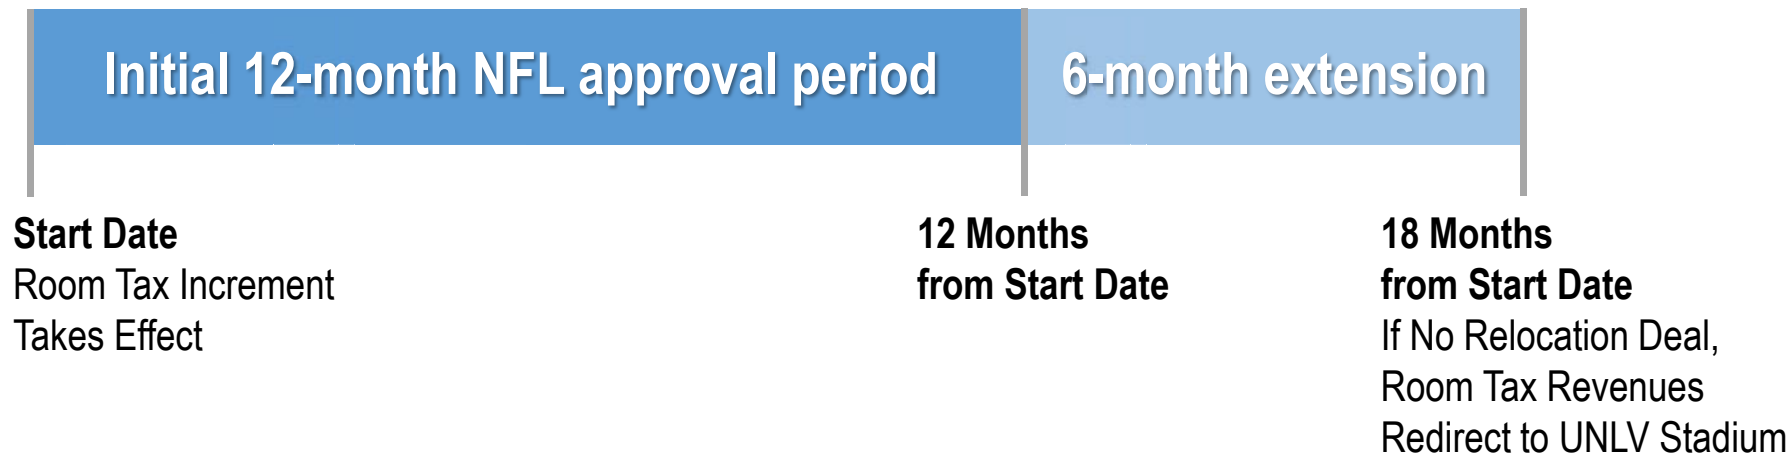 Initial 12-month NFL approval period
6-month extension
Start Date
Room Tax Increment
Takes Effect
12 Months
from Start Date
18 Months
from Start Date
If No Relocation Deal,
Room Tax Revenues
Redirect to UNLV Stadium